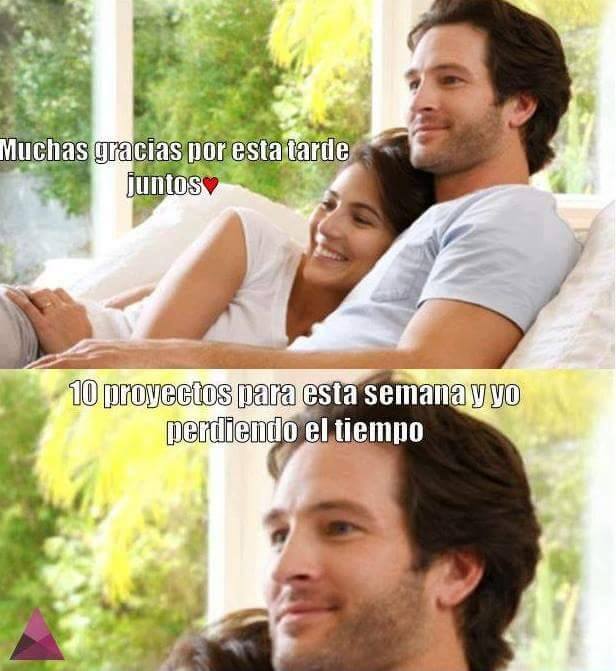 Muchas gracias por esta tarde
juntos♥
10 proyectos para esta semana y yo
perdiendo el tiempo